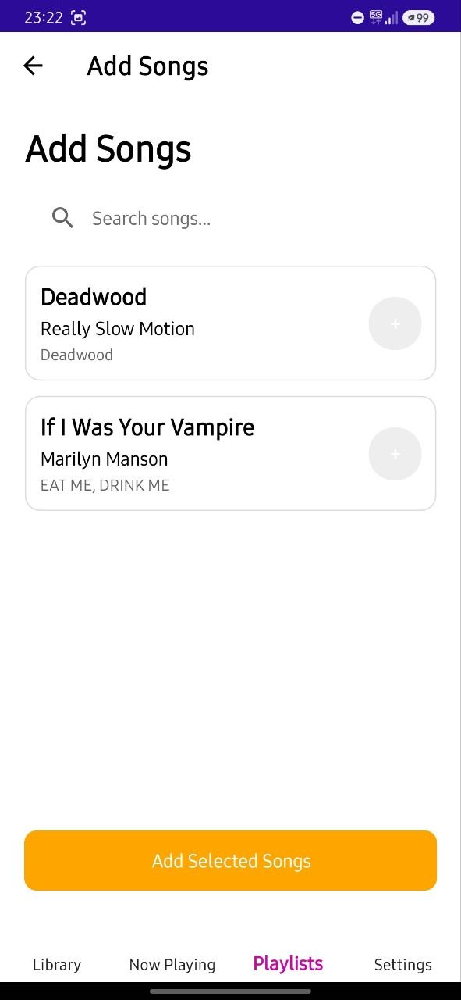 23:22
5G
99
Add Songs
Add Songs
Search songs...
Deadwood
Really Slow Motion
Deadwood
+
If I Was Your Vampire
Marilyn Manson
EAT ME, DRINK ME
+
Add Selected Songs
Library
Now Playing
Playlists
Settings